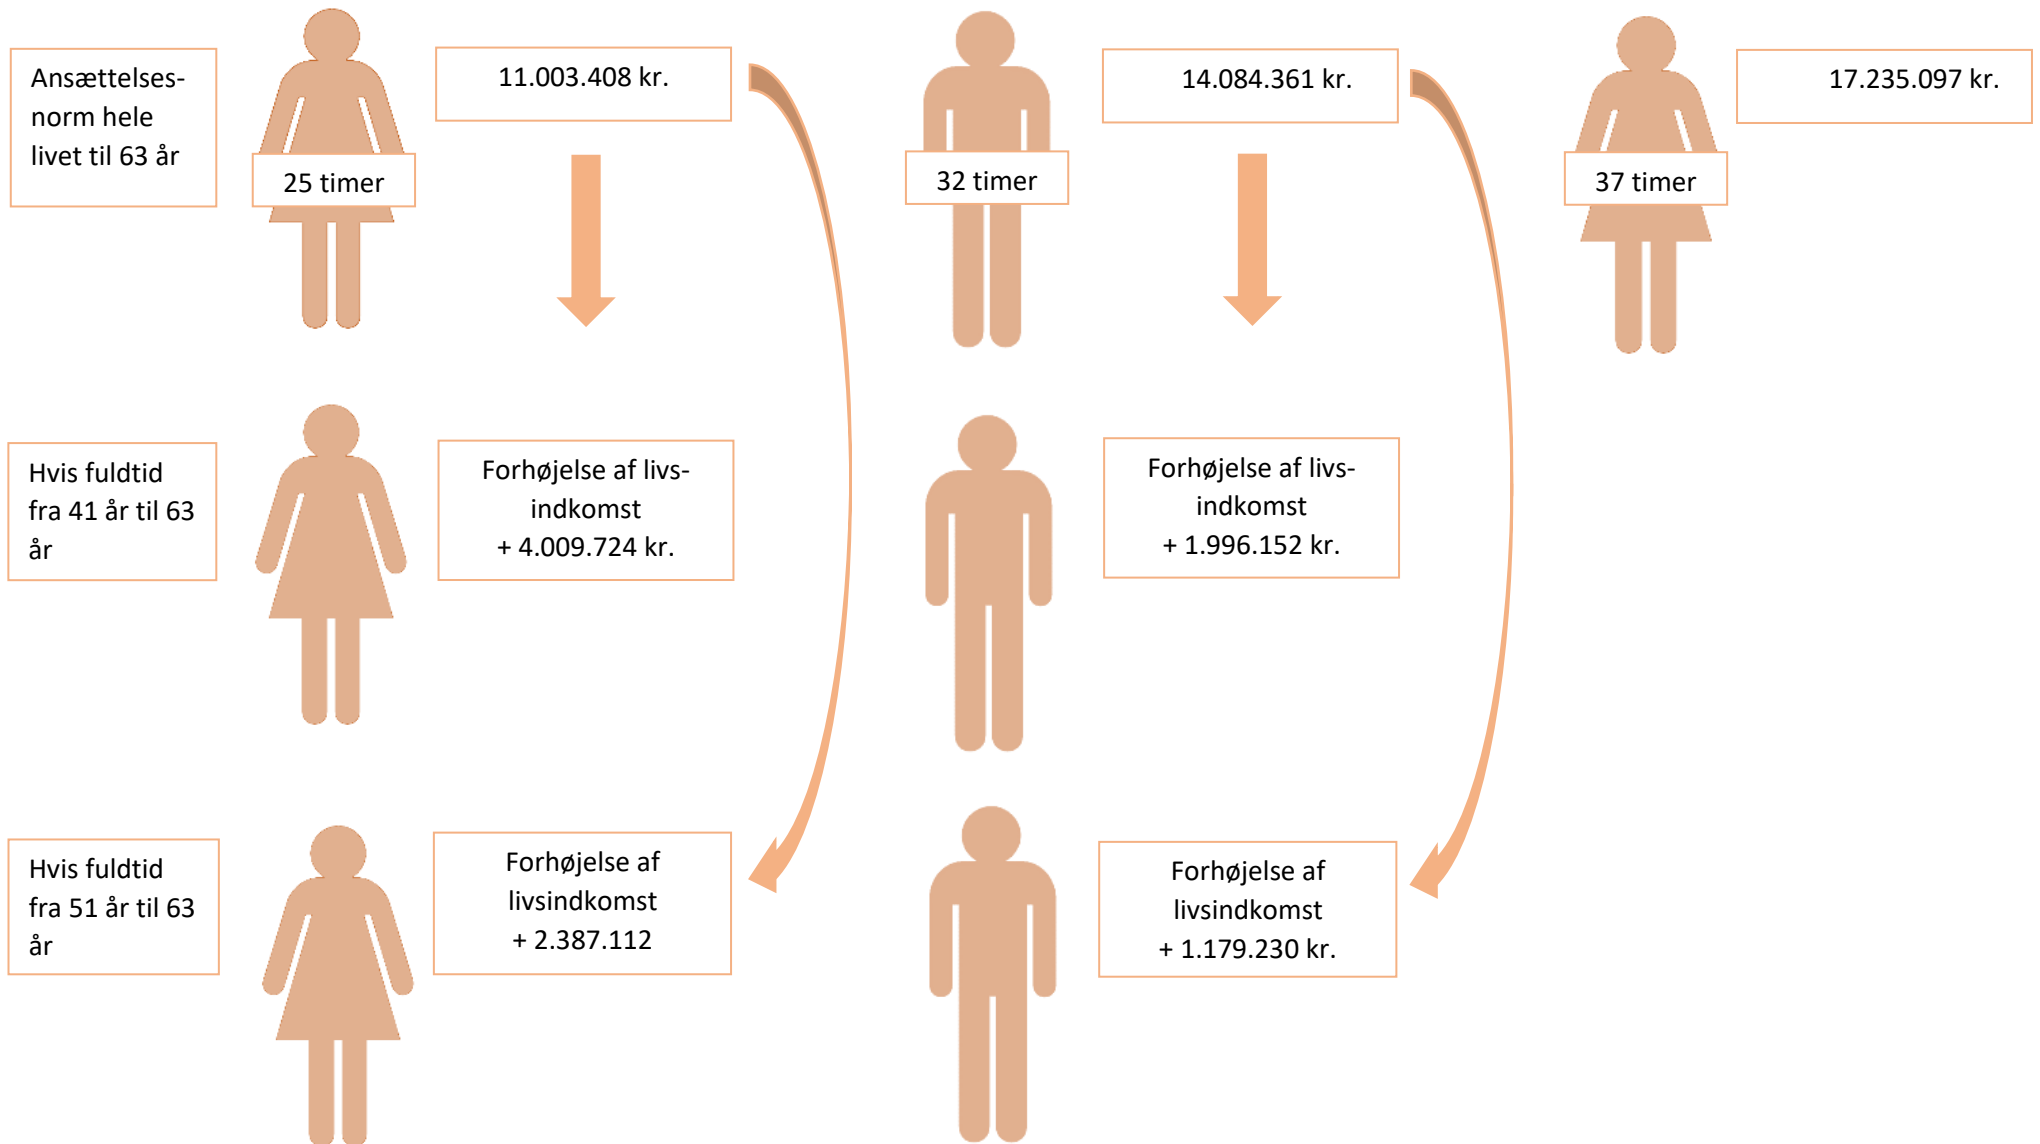 Ansættelses-
norm hele
livet til 63 år
25 timer
11.003.408 kr.
32 timer
14.084.361 kr.
37 timer
17.235.097 kr.
Hvis fuldtid
fra 41 år til 63
år
Forhøjelse af livs-
indkomst
+ 4.009.724 kr.
Forhøjelse af livs-
indkomst
+ 1.996.152 kr.
Hvis fuldtid
fra 51 år til 63
år
Forhøjelse af
livsindkomst
+ 2.387.112
Forhøjelse af
livsindkomst
+ 1.179.230 kr.